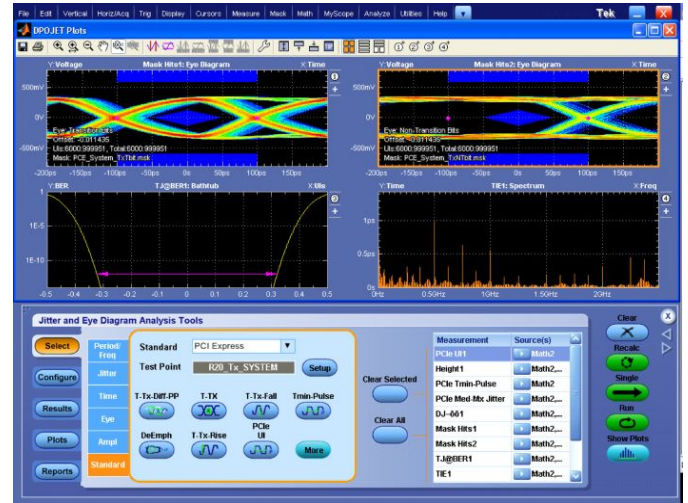 File Edit Vertical Horiz/Acq Trig Display Cursors Measure Mask Math MyScope Analyze Utilities Help Tek
DPOJET Plots
Y:Voltage Mask Hits1: Eye Diagram X:Time
500mV
0V
-500mV
Eye: Transition Bits
Offset: -0.011435
UIs:6000:999951, Total:6000:999951
Mask: PCE_System_TxTbit.msk
-200ps -150ps -100ps -50ps 0s 50ps 100ps 150ps
Y:Voltage Mask Hits2: Eye Diagram X:Time
500mV
0V
-500mV
Eye: Non-Transition Bits
Offset: -0.011435
UIs:6000:999951, Total:6000:999951
Mask: PCE_System_TxNTbit.msk
-200ps -150ps -100ps -50ps 0s 50ps 100ps 150ps
Y:BER TJ@BER1: Bathtub X:UIs
1
1E-5
1E-10
-0.5 -0.4 -0.3 -0.2 -0.1 0 0.1 0.2 0.3 0.4 0.5
Y:Time TIE1: Spectrum X:Freq
1ps
0.5ps
0s
0Hz 0.5GHz 1GHz 1.5GHz 2GHz
1
2
3
4
Jitter and Eye Diagram Analysis Tools
Select
Configure
Results
Plots
Reports
Period/
Freq
Jitter
Time
Eye
Ampl
Standard
Standard PCI Express
Test Point R20_Tx_SYSTEM Setup
T-Tx-Diff-PP T-TX T-Tx-Fall Tmin-Pulse
DeEmph T-Tx-Rise PCIe UI More
Clear Selected
Clear All
Measurement Source(s)
PCIe UI1 Math2
Height1 Math2,...
PCIe Tmin-Pulse Math2
PCIe Med-Mx Jitter Math2,...
DJ-δδ1 Math2,...
Mask Hits1 Math2,...
Mask Hits2 Math2,...
TJ@BER1 Math2,...
TIE1 Math2,...
Clear
Recalc
Single
Run
Show Plots